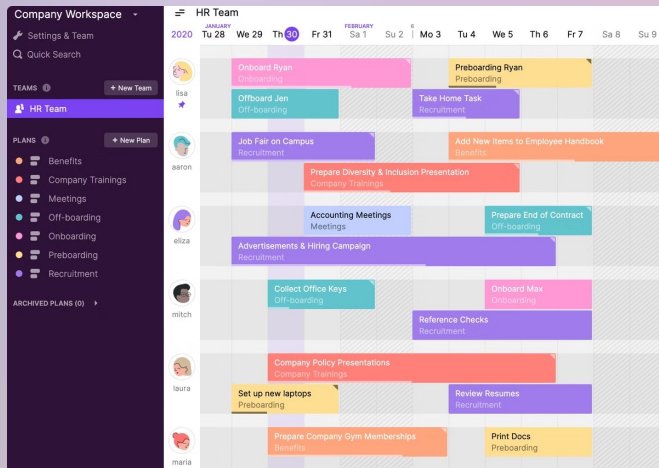 Company Workspace
Settings & Team
Quick Search
TEAMS
+ New Team
HR Team
PLANS
+ New Plan
Benefits
Company Trainings
Meetings
Off-boarding
Onboarding
Preboarding
Recruitment
ARCHIVED PLANS (0)
HR Team
JANUARY FEBRUARY 6
2020 Tu 28 We 29 Th 30 Fr 31 Sa 1 Su 2 Mo 3 Tu 4 We 5 Th 6 Fr 7 Sa 8 Su 9
lisa
Onboard Ryan
Onboarding
Preboarding Ryan
Preboarding
Offboard Jen
Off-boarding
Take Home Task
Recruitment
aaron
Job Fair on Campus
Recruitment
Add New Items to Employee Handbook
Benefits
Prepare Diversity & Inclusion Presentation
Company Trainings
eliza
Accounting Meetings
Meetings
Prepare End of Contract
Off-boarding
Advertisements & Hiring Campaign
Recruitment
mitch
Collect Office Keys
Off-boarding
Onboard Max
Onboarding
Reference Checks
Recruitment
laura
Company Policy Presentations
Company Trainings
Set up new laptops
Preboarding
Review Resumes
Recruitment
maria
Prepare Company Gym Memberships
Benefits
Print Docs
Preboarding